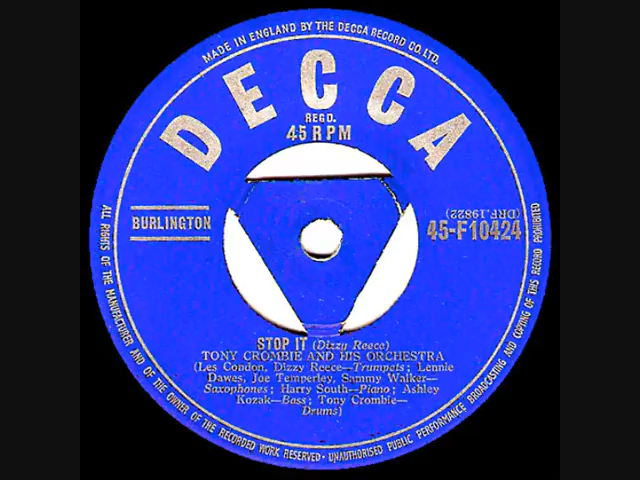 MADE IN ENGLAND BY THE DECCA RECORD CO. LTD.
DECCA
REGD.
45 RPM
BURLINGTON
(DRF.19822)
45-F10424
STOP IT (Dizzy Reece)
TONY CROMBIE AND HIS ORCHESTRA
(Les Condon, Dizzy Reece—Trumpets; Lennie
Dawes, Joe Temperley, Sammy Walker—
Saxophones; Harry South—Piano; Ashley
Kozak—Bass; Tony Crombie—
Drums)
ALL RIGHTS OF THE MANUFACTURER AND OF THE OWNER OF THE RECORDED WORK RESERVED · UNAUTHORISED PUBLIC PERFORMANCE BROADCASTING AND COPYING OF THIS RECORD PROHIBITED